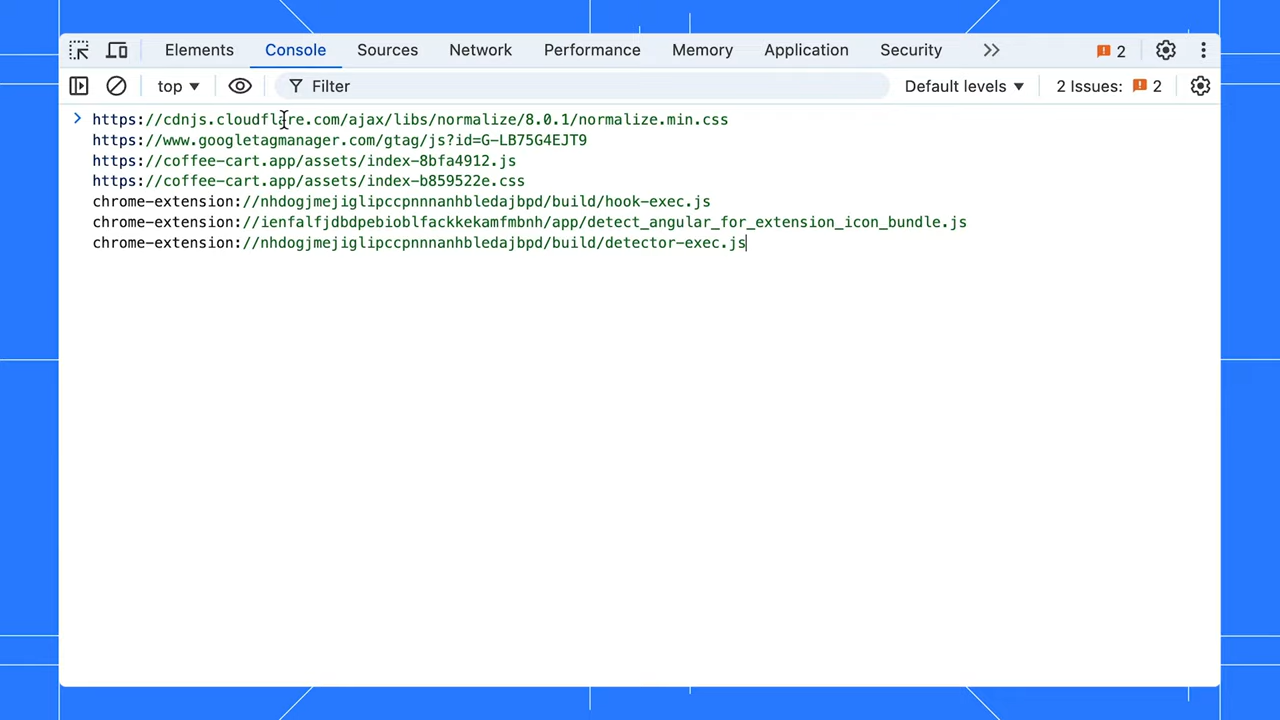 Elements Console Sources Network Performance Memory Application Security 2
top Filter Default levels 2 Issues: 2
https://cdnjs.cloudflare.com/ajax/libs/normalize/8.0.1/normalize.min.css
https://www.googletagmanager.com/gtag/js?id=G-LB75G4EJT9
https://coffee-cart.app/assets/index-8bfa4912.js
https://coffee-cart.app/assets/index-b859522e.css
chrome-extension://nhdogjmejiglipccpnnnanhbledajbpd/build/hook-exec.js
chrome-extension://ienfalfjdbdpebioblfackkekamfmbnh/app/detect_angular_for_extension_icon_bundle.js
chrome-extension://nhdogjmejiglipccpnnnanhbledajbpd/build/detector-exec.js